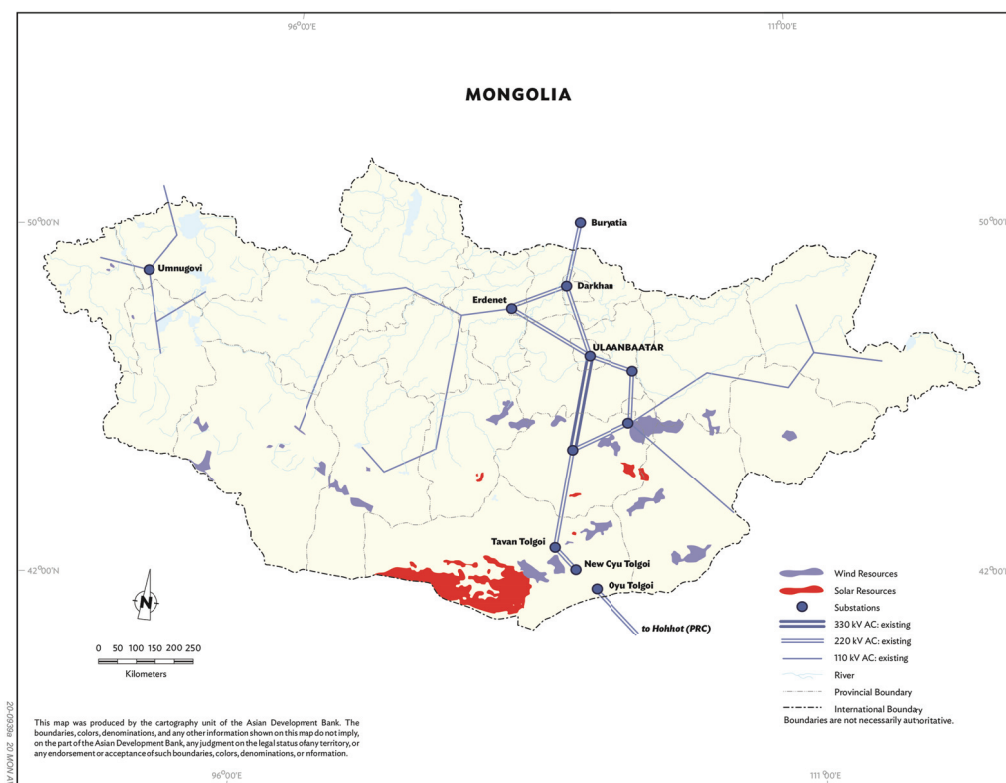 96°00'E
111°00'E
MONGOLIA
50°00'N
50°00'N
Buryatia
Umnugovi
Darkhan
Erdenet
ULAANBAATAR
Tavan Tolgoi
New Cyu Tolgoi
Oyu Tolgoi
42°00'N
42°00'N
to Hohhot (PRC)
Wind Resources
Solar Resources
Substations
330 kV AC: existing
220 kV AC: existing
110 kV AC: existing
River
Provincial Boundary
International Boundary
Boundaries are not necessarily authoritative.
N
0 50 100 150 200 250
Kilometers
This map was produced by the cartography unit of the Asian Development Bank. The
boundaries, colors, denominations, and any other information shown on this map do not imply,
on the part of the Asian Development Bank, any judgment on the legal status ofany territory, or
any endorsement or acceptance of such boundaries, colors, denominations, or nformation.
20-0939a 20 MON
96°00'E
111°00'E